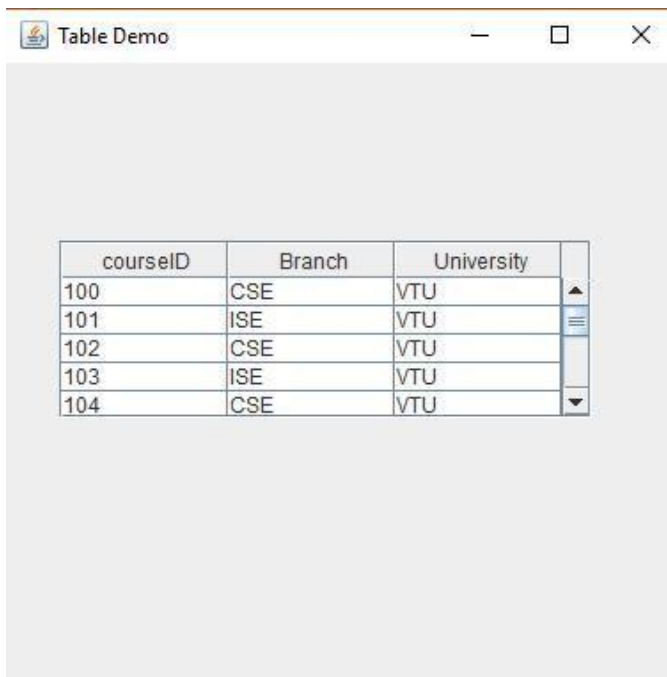 Table Demo
courseID Branch University
100 CSE VTU
101 ISE VTU
102 CSE VTU
103 ISE VTU
104 CSE VTU